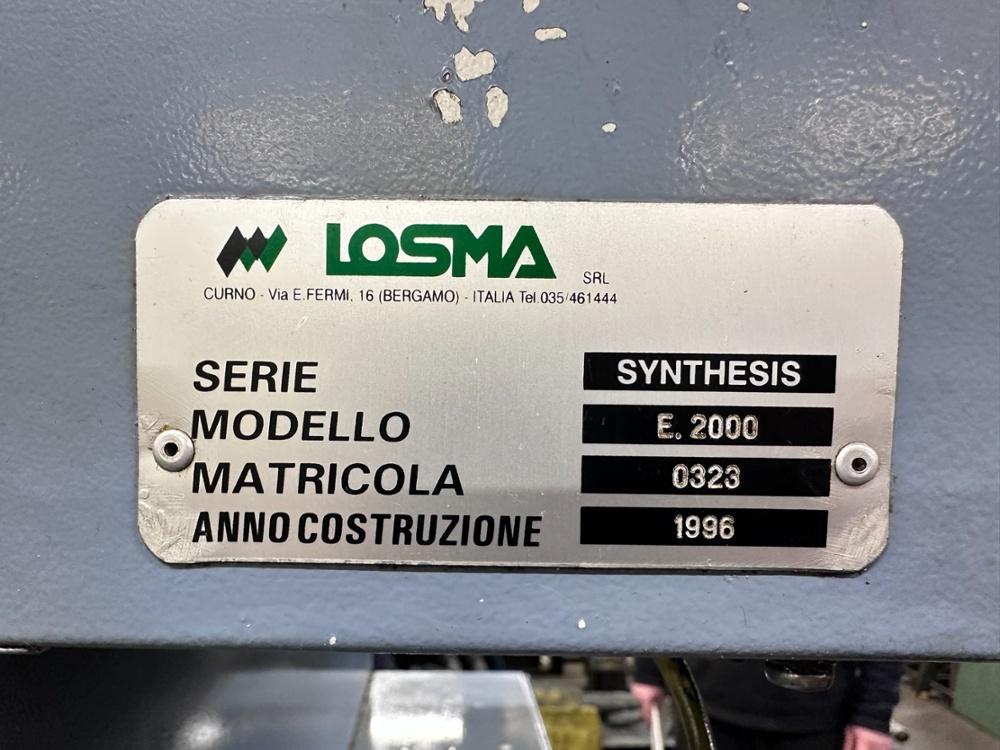 LOSMA SRL
CURNO - Via E.FERMI, 16 (BERGAMO) - ITALIA Tel.035/461444
SERIE SYNTHESIS
MODELLO E. 2000
MATRICOLA 0323
ANNO COSTRUZIONE 1996